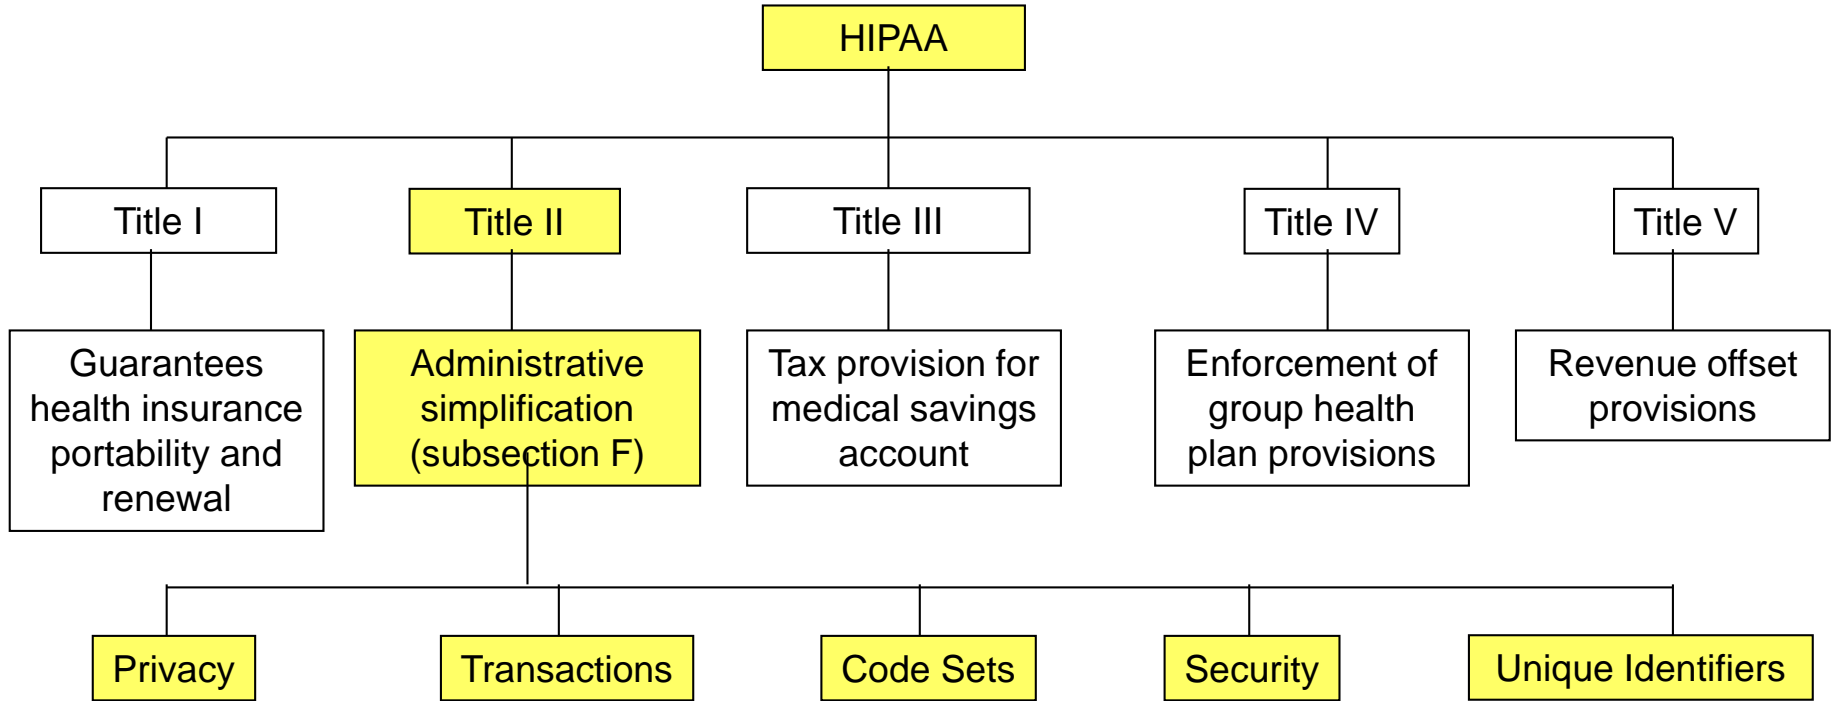 HIPAA
Title I
Title II
Title III
Title IV
Title V
Guarantees
health insurance
portability and
renewal
Administrative
simplification
(subsection F)
Tax provision for
medical savings
account
Enforcement of
group health
plan provisions
Revenue offset
provisions
Privacy
Transactions
Code Sets
Security
Unique Identifiers